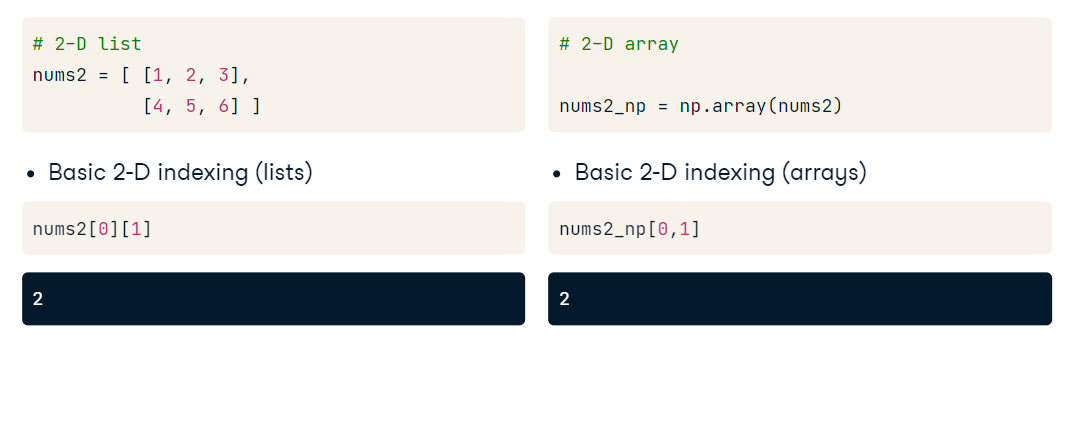 # 2-D list
nums2 = [ [1, 2, 3],
          [4, 5, 6] ]
• Basic 2-D indexing (lists)
nums2[0][1]
2
# 2-D array
nums2_np = np.array(nums2)
• Basic 2-D indexing (arrays)
nums2_np[0,1]
2